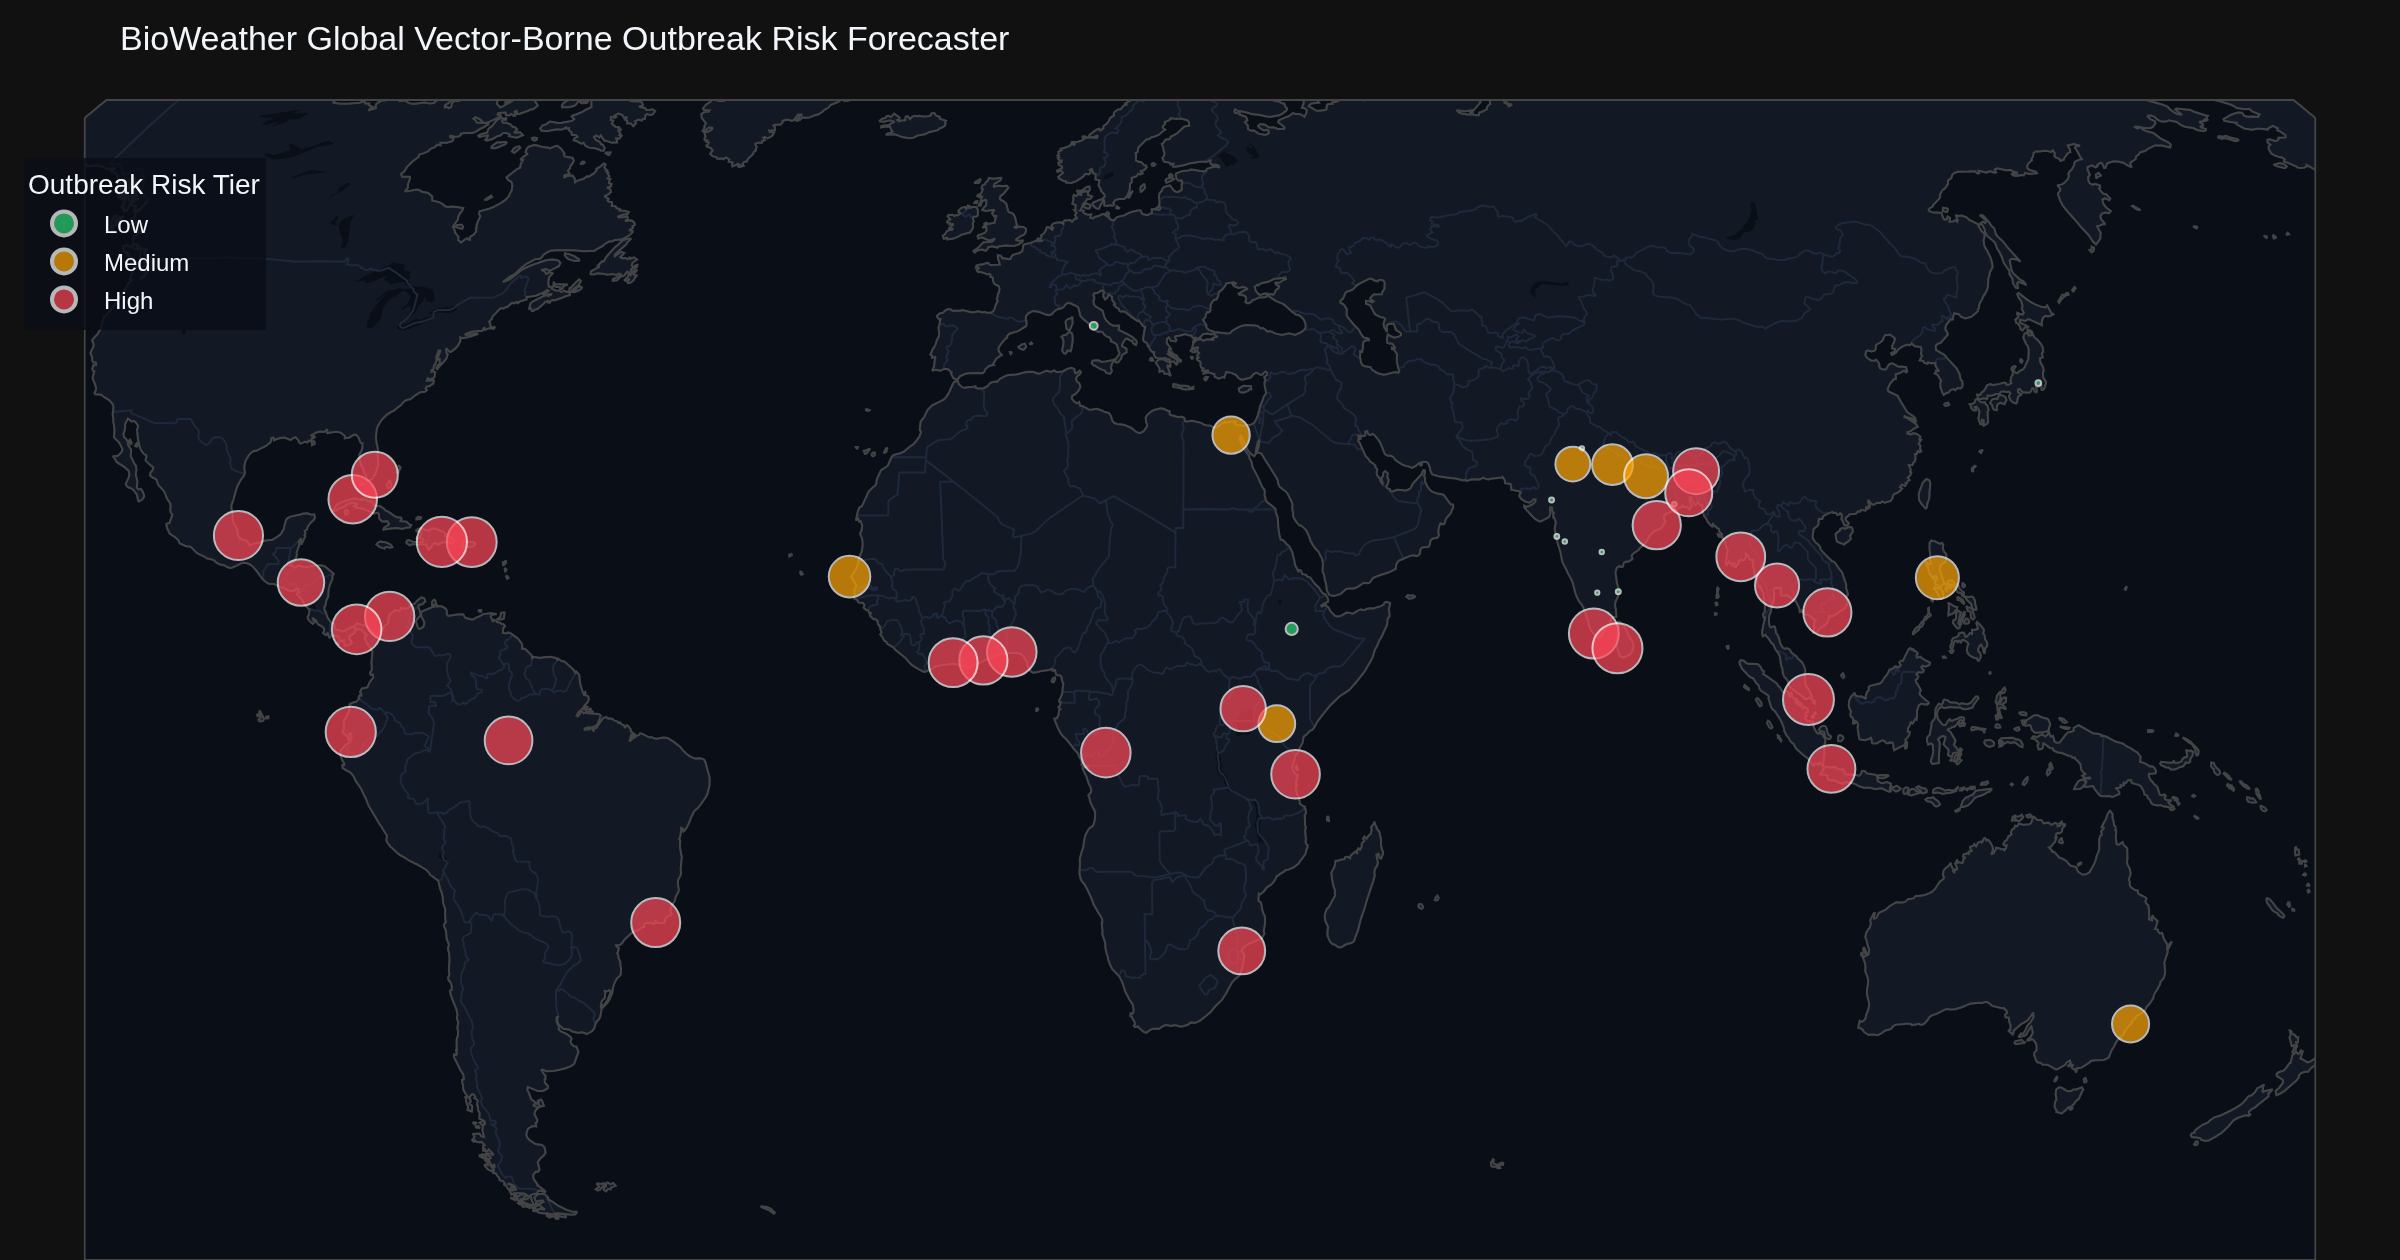 BioWeather Global Vector-Borne Outbreak Risk Forecaster
Outbreak Risk Tier
Low
Medium
High